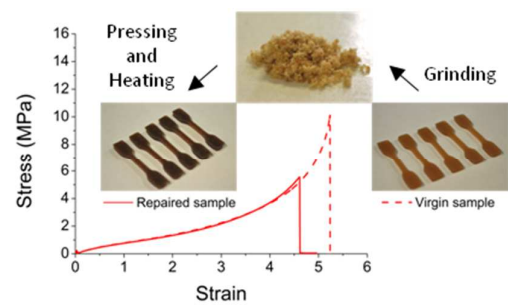 Pressing
and
Heating
Grinding
16
14
12
10
8
6
4
2
0
Stress (MPa)
Repaired sample
Virgin sample
0 1 2 3 4 5 6
Strain